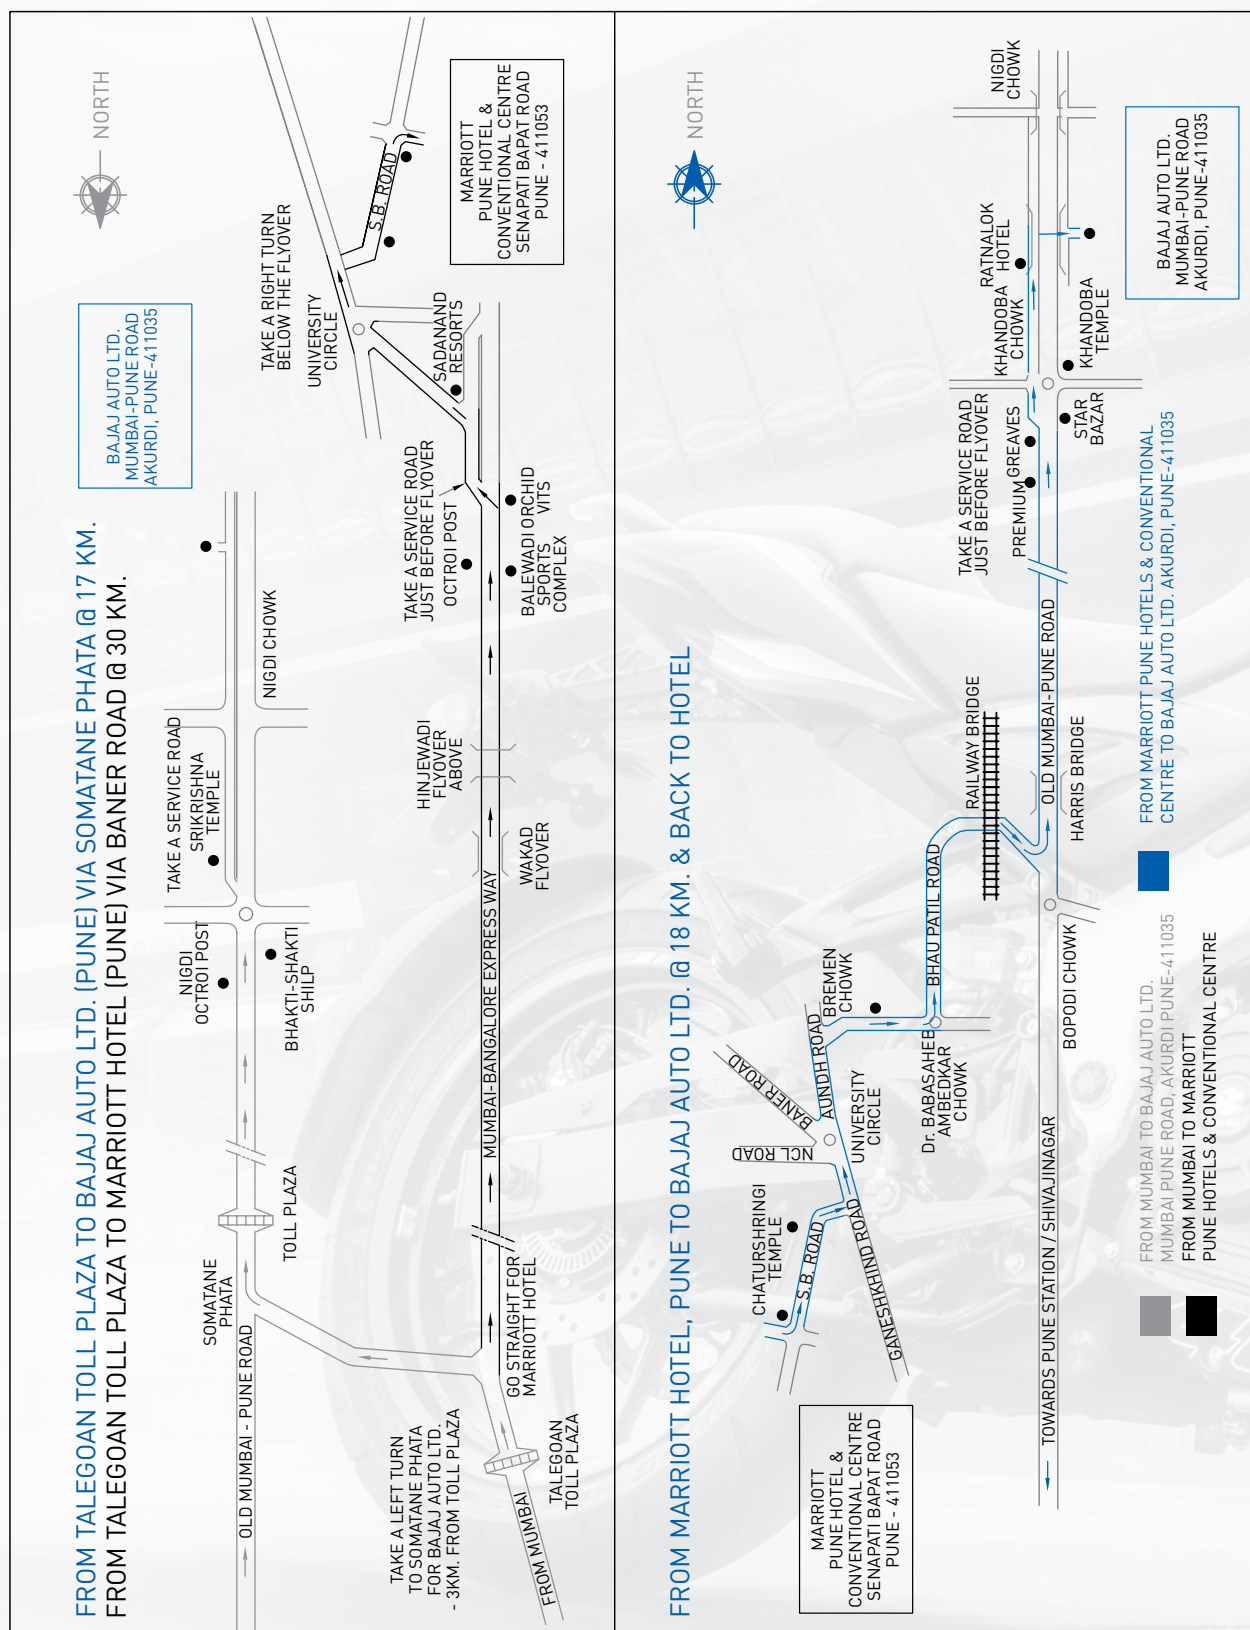 FROM TALEGOAN TOLL PLAZA TO BAJAJ AUTO LTD. (PUNE) VIA SOMATANE PHATA @ 17 KM.
FROM TALEGOAN TOLL PLAZA TO MARRIOTT HOTEL (PUNE) VIA BANER ROAD @ 30 KM.
NORTH
BAJAJ AUTO LTD.
MUMBAI-PUNE ROAD
AKURDI, PUNE-411035
OLD MUMBAI - PUNE ROAD
SOMATANE
PHATA
TOLL PLAZA
NIGDI
OCTROI POST
BHAKTI-SHAKTI
SHILP
TAKE A SERVICE ROAD
SRIKRISHNA
TEMPLE
NIGDI CHOWK
TAKE A LEFT TURN
TO SOMATANE PHATA
FOR BAJAJ AUTO LTD.
- 3KM. FROM TOLL PLAZA
FROM MUMBAI
TALEGOAN
TOLL PLAZA
GO STRAIGHT FOR
MARRIOTT HOTEL
MUMBAI-BANGALORE EXPRESS WAY
WAKAD
FLYOVER
HINJEWADI
FLYOVER
ABOVE
TAKE A SERVICE ROAD
JUST BEFORE FLYOVER
OCTROI POST
BALEWADI
SPORTS
COMPLEX
ORCHID
VITS
SADANAND
RESORTS
UNIVERSITY
CIRCLE
TAKE A RIGHT TURN
BELOW THE FLYOVER
S.B. ROAD
MARRIOTT
PUNE HOTEL &
CONVENTIONAL CENTRE
SENAPATI BAPAT ROAD
PUNE - 411053
FROM MARRIOTT HOTEL, PUNE TO BAJAJ AUTO LTD. @ 18 KM. & BACK TO HOTEL
NORTH
MARRIOTT
PUNE HOTEL &
CONVENTIONAL CENTRE
SENAPATI BAPAT ROAD
PUNE - 411053
CHATURSHRINGI
TEMPLE
S.B. ROAD
GANESHKHIND ROAD
NCL ROAD
BANER ROAD
AUNDH ROAD
UNIVERSITY
CIRCLE
BREMEN
CHOWK
Dr. BABASAHEB
AMBEDKAR
CHOWK
BHAU PATIL ROAD
RAILWAY BRIDGE
TOWARDS PUNE STATION / SHIVAJINAGAR
BOPODI CHOWK
HARRIS BRIDGE
OLD MUMBAI-PUNE ROAD
TAKE A SERVICE ROAD
JUST BEFORE FLYOVER
PREMIUM
GREAVES
STAR
BAZAR
KHANDOBA
CHOWK
KHANDOBA
TEMPLE
RATNALOK
HOTEL
NIGDI
CHOWK
BAJAJ AUTO LTD.
MUMBAI-PUNE ROAD
AKURDI, PUNE-411035
FROM MUMBAI TO BAJAJ AUTO LTD.
MUMBAI PUNE ROAD, AKURDI PUNE-411035
FROM MUMBAI TO MARRIOTT
PUNE HOTELS & CONVENTIONAL CENTRE
FROM MARRIOTT PUNE HOTELS & CONVENTIONAL
CENTRE TO BAJAJ AUTO LTD. AKURDI, PUNE-411035